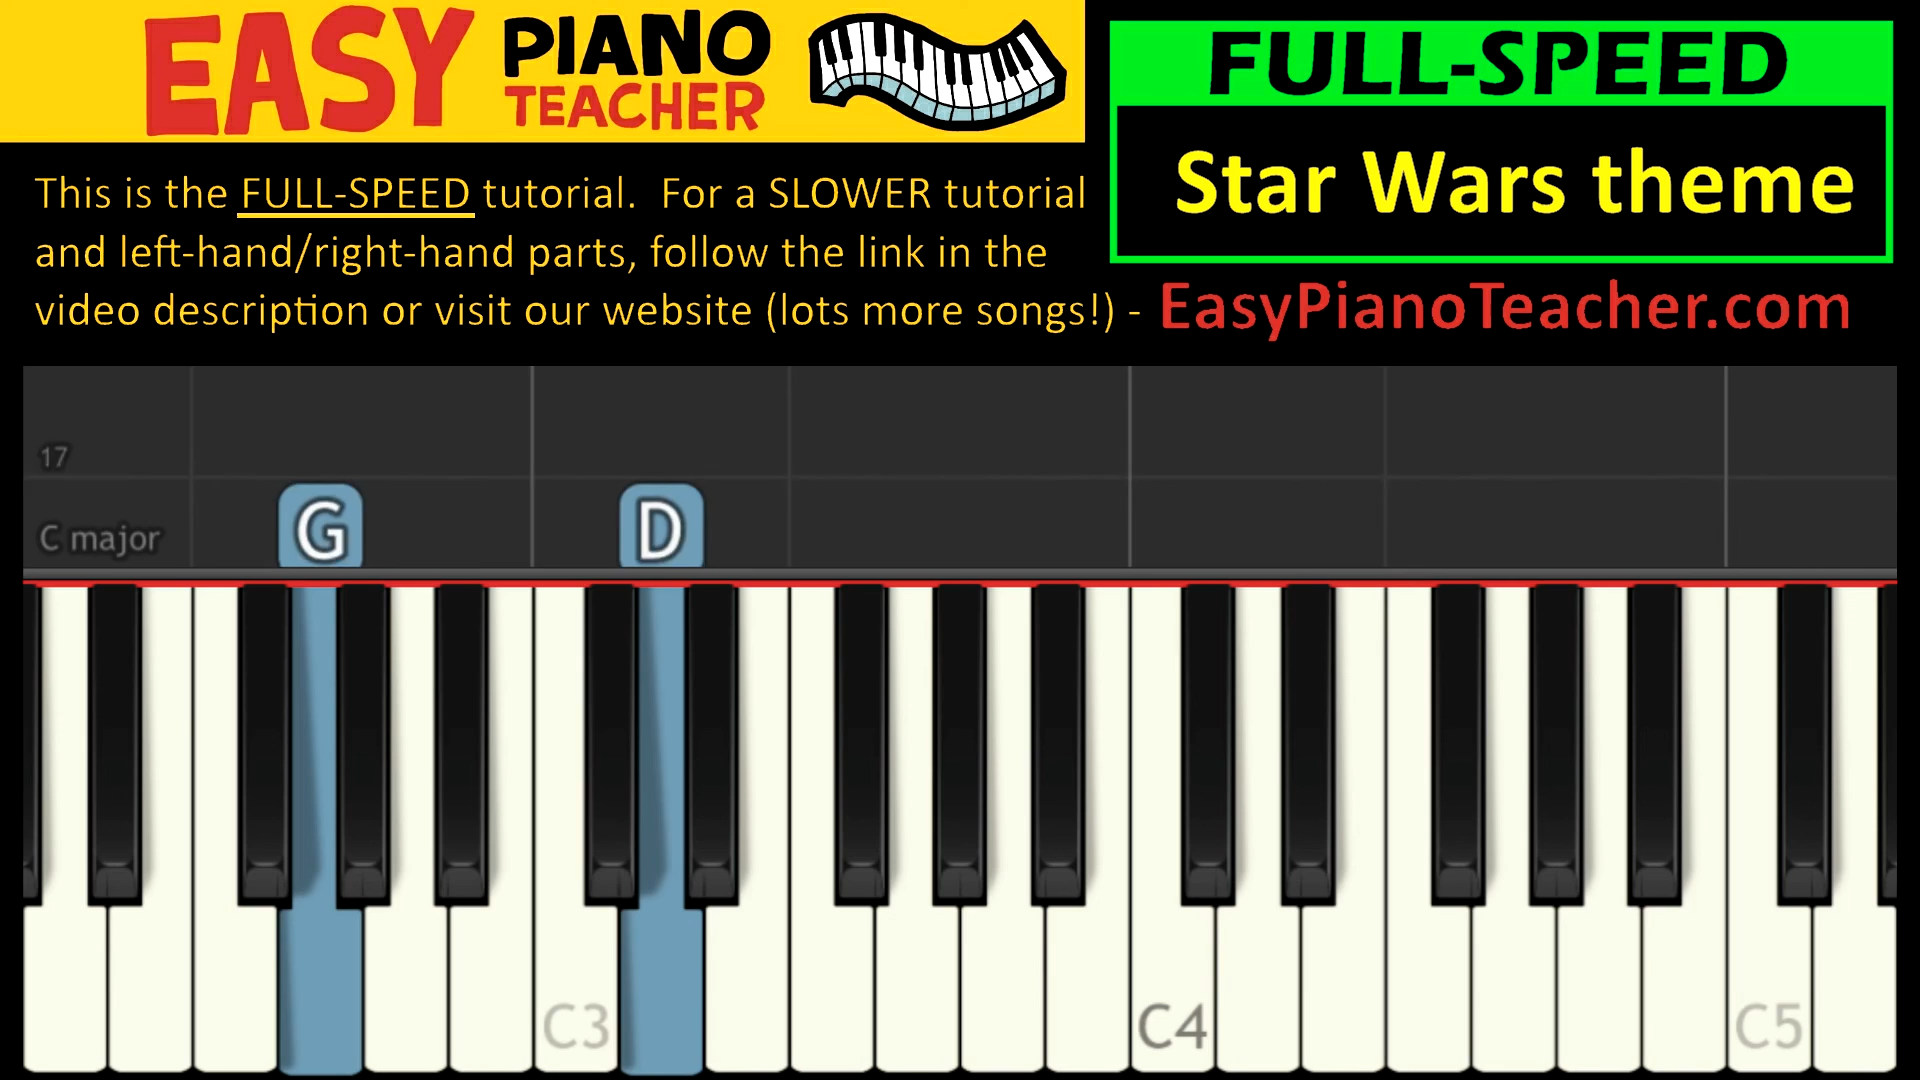 EASY PIANO TEACHER
FULL-SPEED
Star Wars theme
This is the FULL-SPEED tutorial. For a SLOWER tutorial
and left-hand/right-hand parts, follow the link in the
video description or visit our website (lots more songs!) - EasyPianoTeacher.com
17
C major
G D
C3 C4 C5